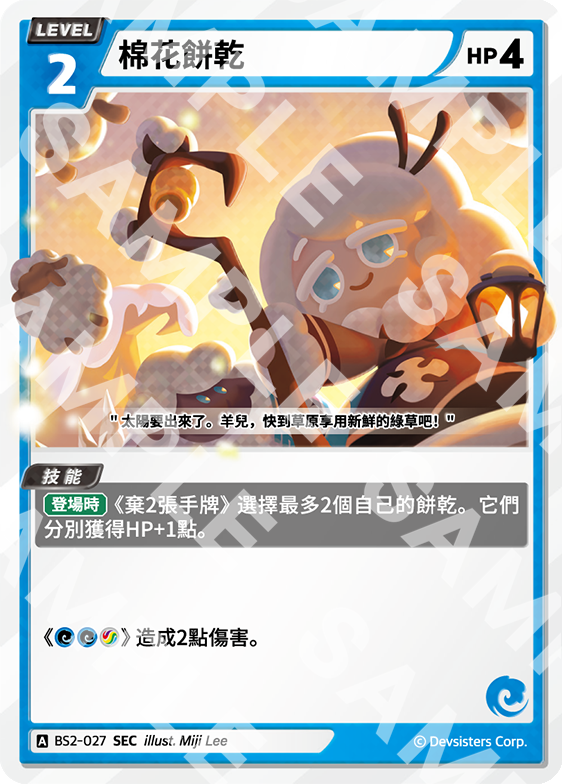 LEVEL
2
棉花餅乾
HP4
"太陽要出來了。羊兒，快到草原享用新鮮的綠草吧！"
技能
登場時《棄2張手牌》選擇最多2個自己的餅乾。它們
分別獲得HP+1點。
《》造成2點傷害。
A BS2-027 SEC illust. Miji Lee
© Devsisters Corp.
SAMPLE
SAMPLE
SAMPLE
SAMPLE